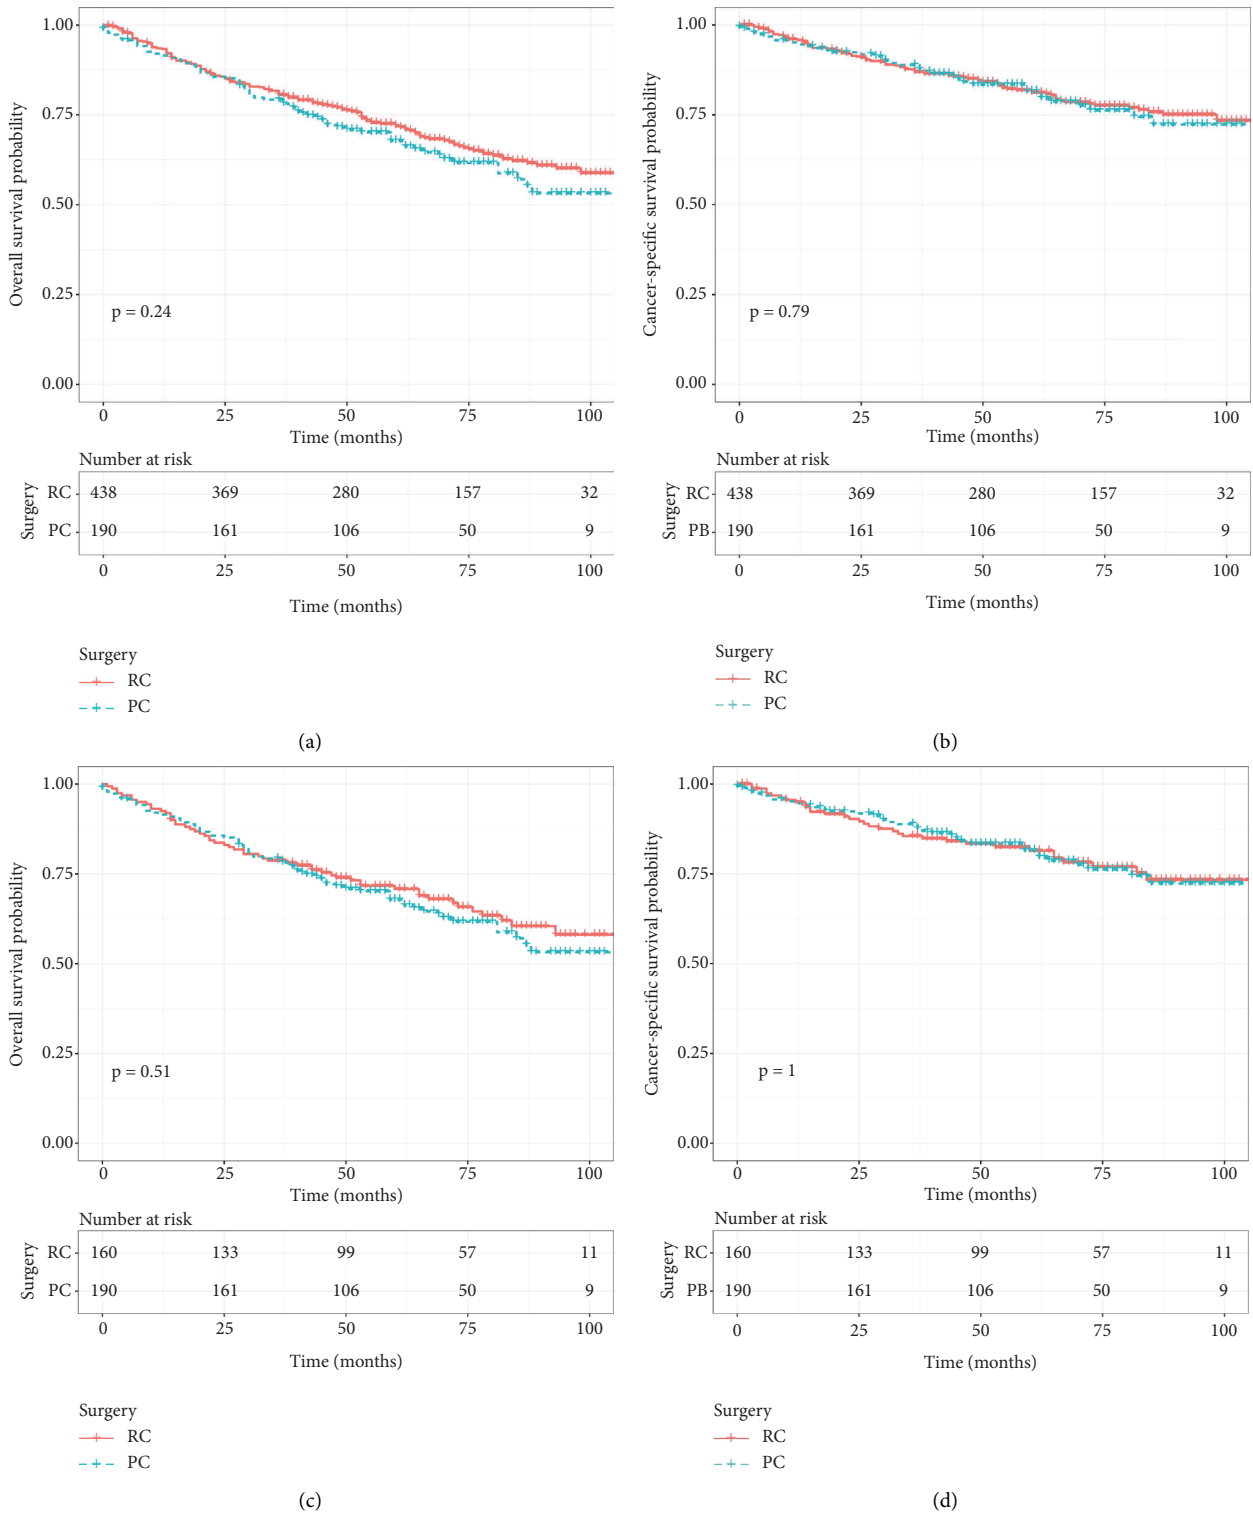 Overall survival probability
1.00
0.75
0.50
0.25
0.00
p = 0.24
0 25 50 75 100
Time (months)
Number at risk
Surgery
RC 438 369 280 157 32
PC 190 161 106 50 9
0 25 50 75 100
Time (months)
Surgery
RC
PC
(a)
Cancer-specific survival probability
1.00
0.75
0.50
0.25
0.00
p = 0.79
0 25 50 75 100
Time (months)
Number at risk
Surgery
RC 438 369 280 157 32
PB 190 161 106 50 9
0 25 50 75 100
Time (months)
Surgery
RC
PC
(b)
Overall survival probability
1.00
0.75
0.50
0.25
0.00
p = 0.51
0 25 50 75 100
Time (months)
Number at risk
Surgery
RC 160 133 99 57 11
PC 190 161 106 50 9
0 25 50 75 100
Time (months)
Surgery
RC
PC
(c)
Cancer-specific survival probability
1.00
0.75
0.50
0.25
0.00
p = 1
0 25 50 75 100
Time (months)
Number at risk
Surgery
RC 160 133 99 57 11
PB 190 161 106 50 9
0 25 50 75 100
Time (months)
Surgery
RC
PC
(d)